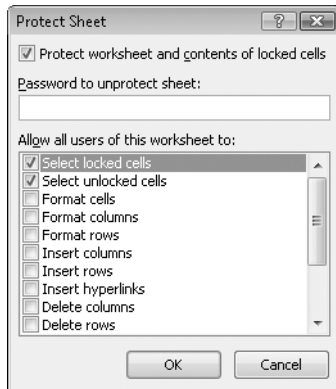 Protect Sheet
Protect worksheet and contents of locked cells
Password to unprotect sheet:
Allow all users of this worksheet to:
Select locked cells
Select unlocked cells
Format cells
Format columns
Format rows
Insert columns
Insert rows
Insert hyperlinks
Delete columns
Delete rows
OK Cancel